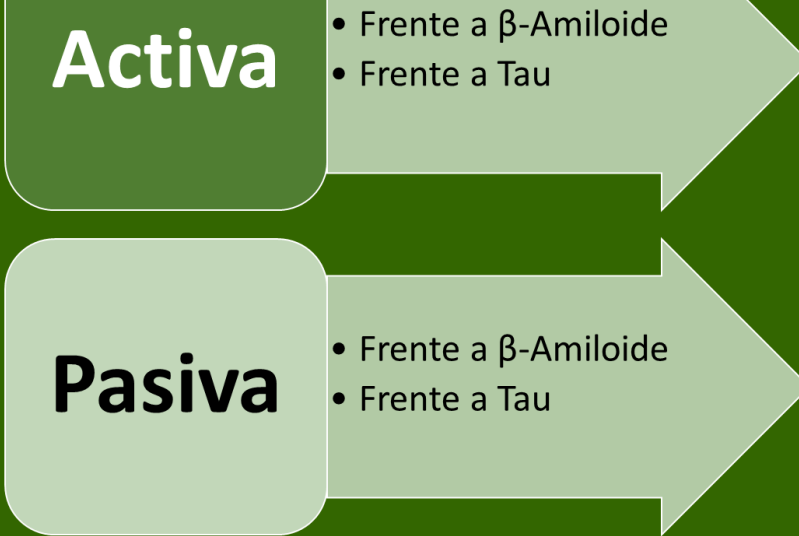 Activa
• Frente a β-Amiloide
• Frente a Tau
Pasiva
• Frente a β-Amiloide
• Frente a Tau